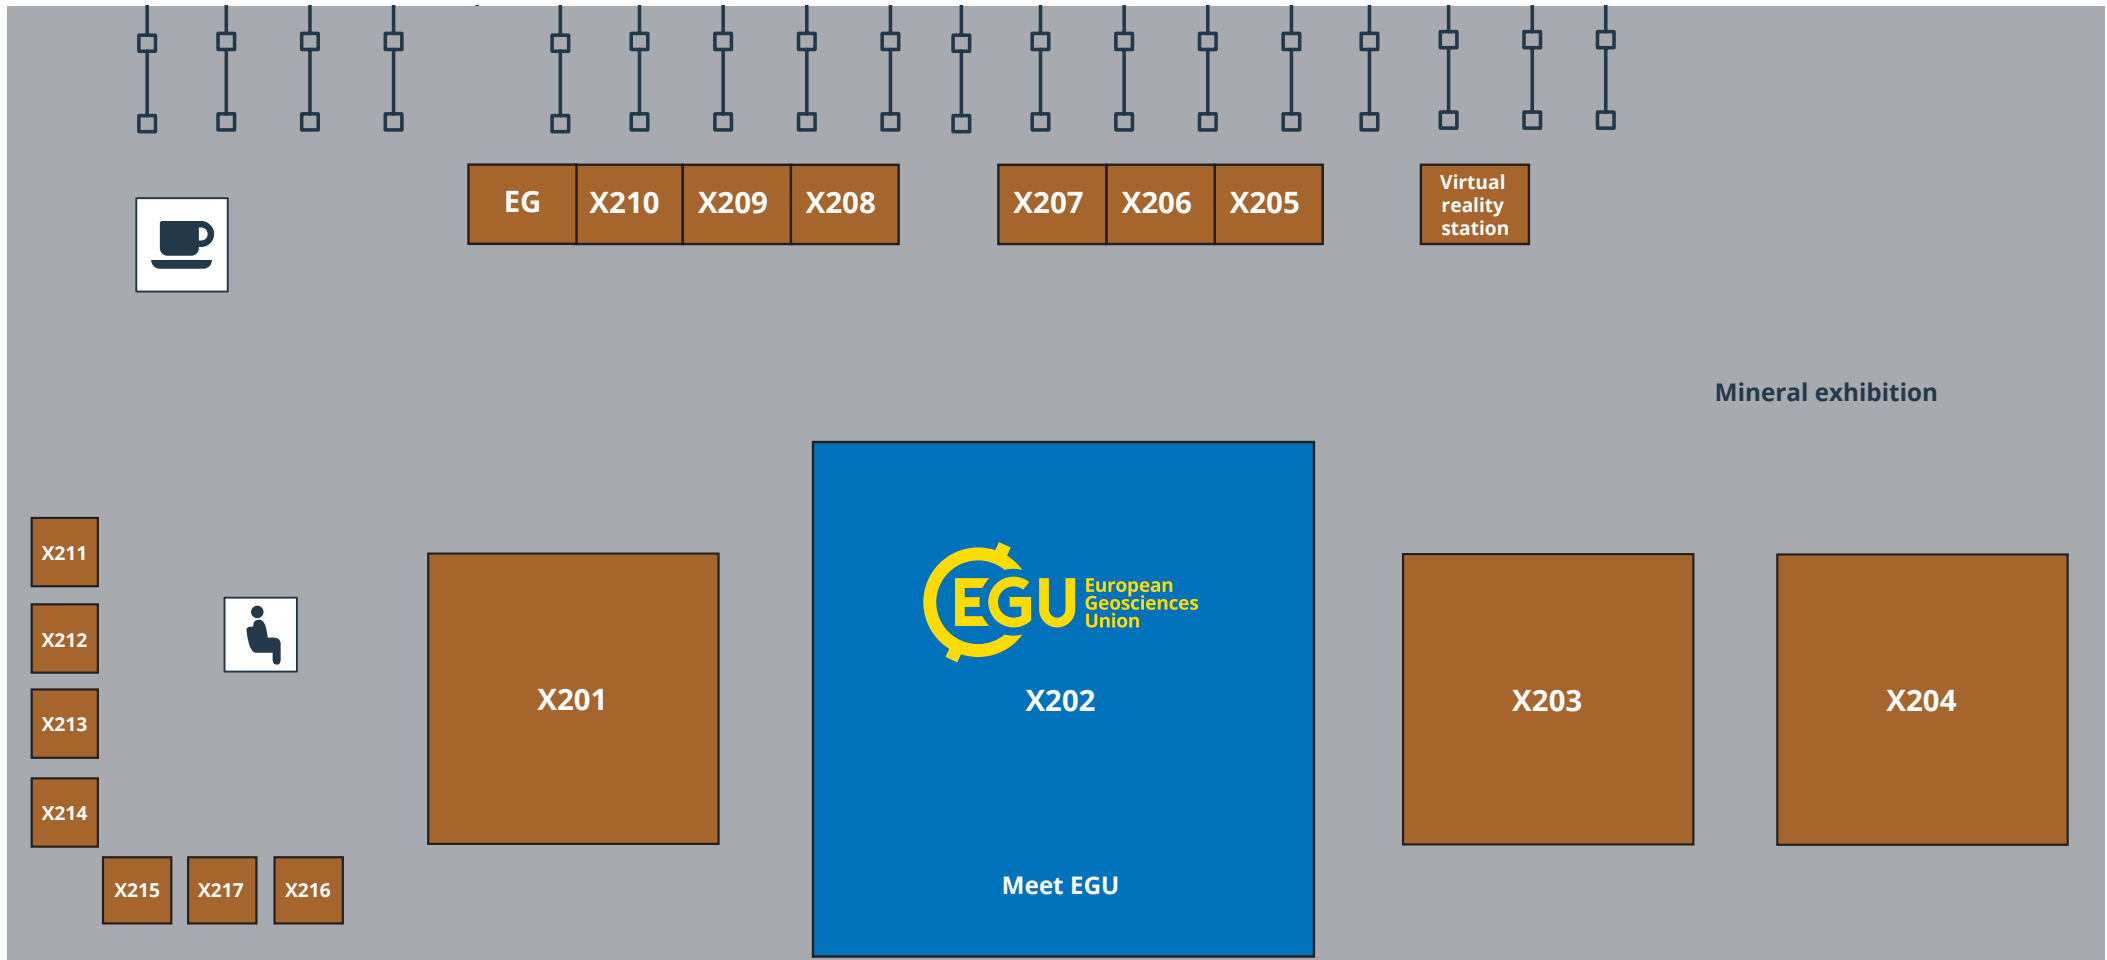 EG X210 X209 X208 X207 X206 X205
Virtual
reality
station
Mineral exhibition
X211
X212
X213
X214
X215 X217 X216
X201
EGU
European
Geosciences
Union
X202
Meet EGU
X203
X204